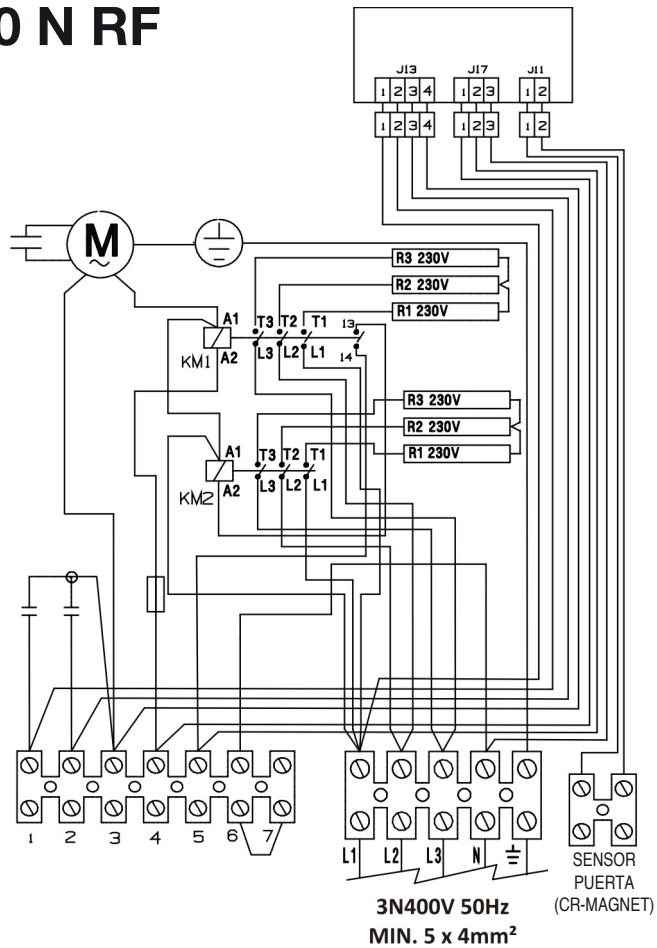 0 N RF
J13 J17 J11
1 2 3 4 1 2 3 1 2
1 2 3 4 1 2 3 1 2
M
~
R3 230V
R2 230V
R1 230V
A1 T3 T2 T1 13
KM1 A2 L3 L2 L1 14
R3 230V
R2 230V
R1 230V
A1 T3 T2 T1
KM2 A2 L3 L2 L1
1 2 3 4 5 6 7
L1 L2 L3 N
SENSOR
PUERTA
(CR-MAGNET)
3N400V 50Hz
MIN. 5 x 4mm²